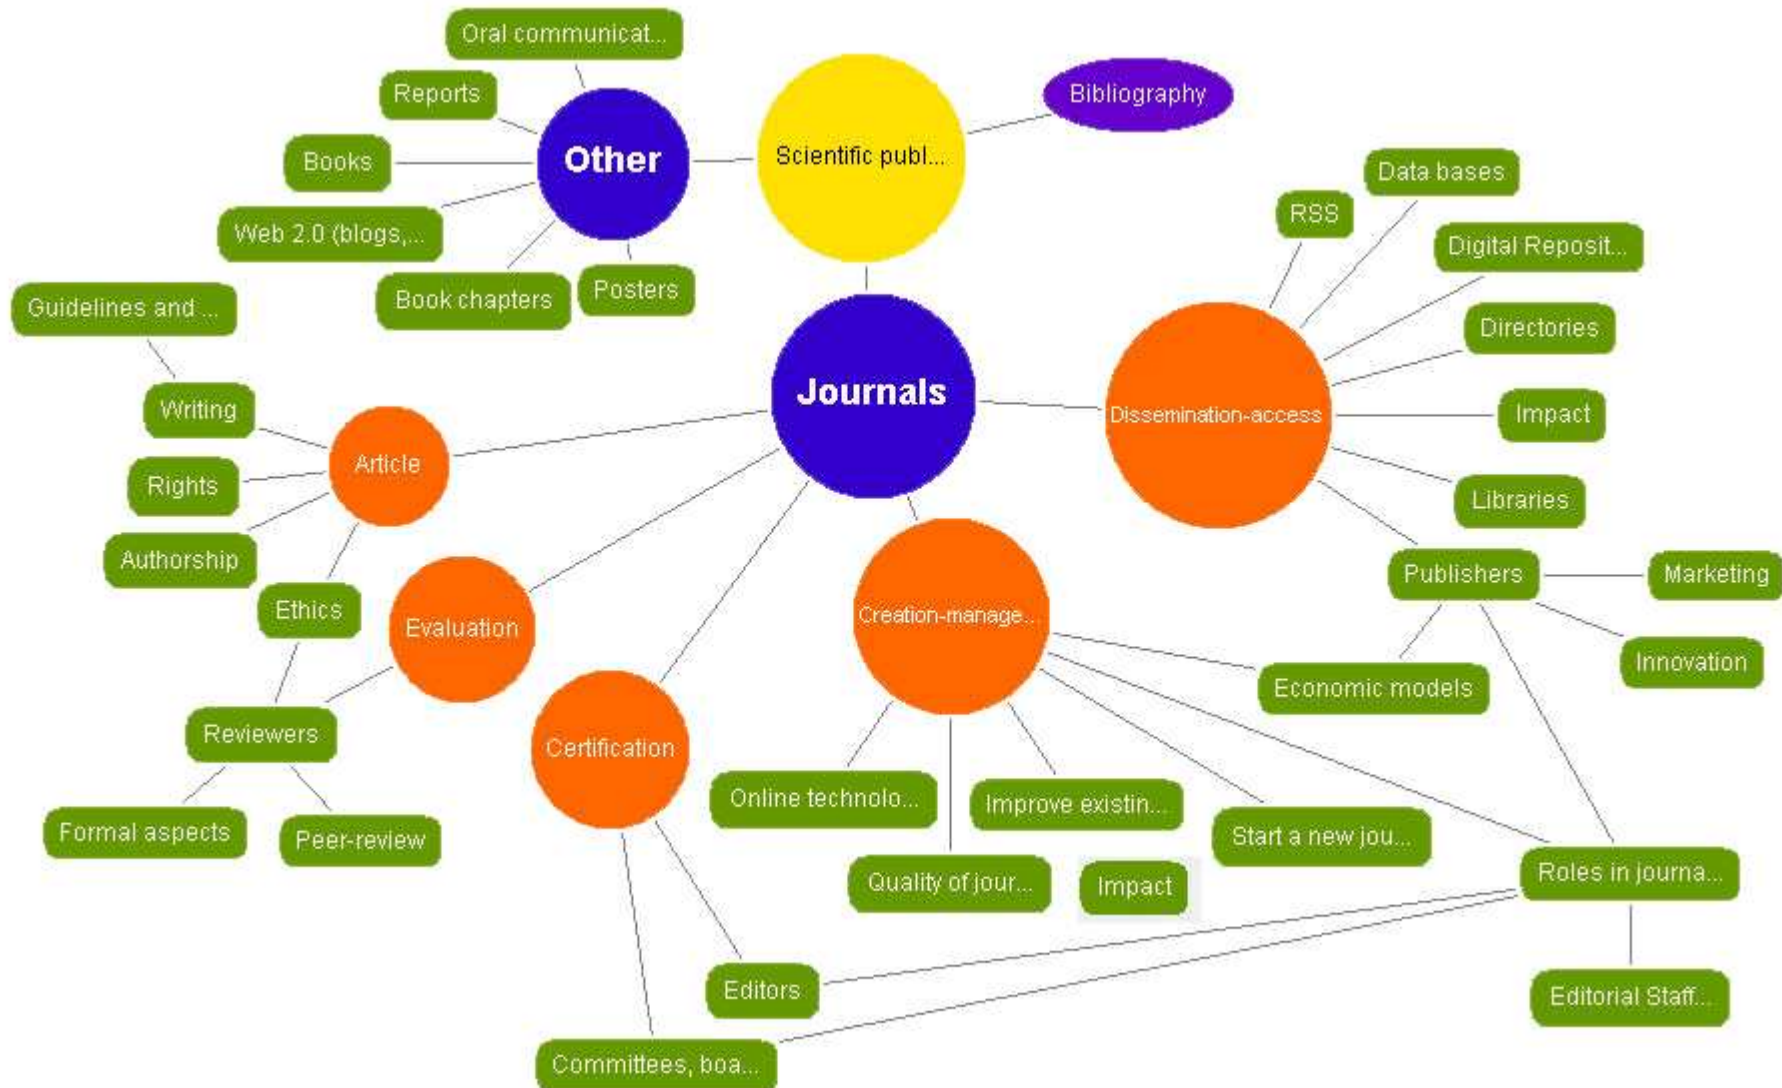 Oral communicat...
Bibliography
Reports
Other
Scientific publ...
Books
Data bases
RSS
Web 2.0 (blogs,...
Digital Reposit...
Book chapters
Posters
Guidelines and ...
Directories
Journals
Writing
Dissemination-access
Impact
Article
Rights
Libraries
Authorship
Publishers
Marketing
Ethics
Evaluation
Creation-manage...
Innovation
Economic models
Reviewers
Certification
Online technolo...
Improve existin...
Formal aspects
Peer-review
Start a new jou...
Quality of jour...
Impact
Roles in journa...
Editors
Editorial Staff...
Committees, boa...